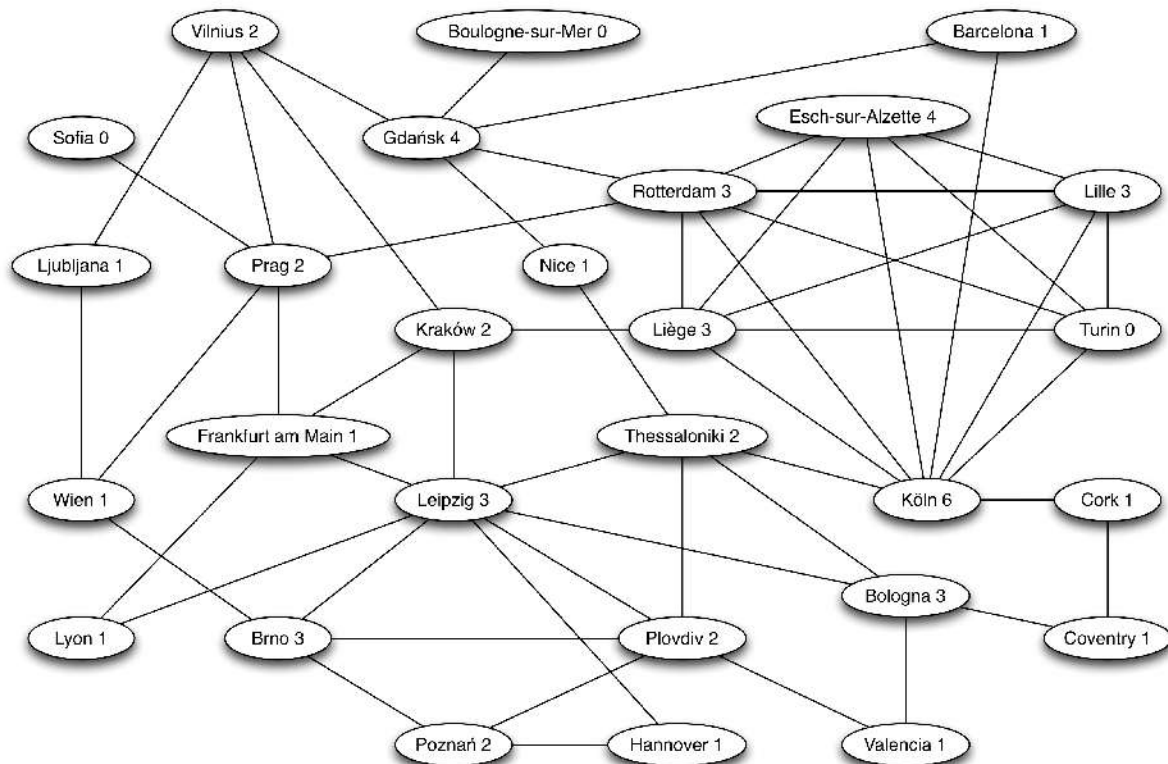 Vilnius 2
Boulogne-sur-Mer 0
Barcelona 1
Sofia 0
Gdańsk 4
Esch-sur-Alzette 4
Rotterdam 3
Lille 3
Ljubljana 1
Prag 2
Nice 1
Kraków 2
Liège 3
Turin 0
Frankfurt am Main 1
Thessaloniki 2
Wien 1
Leipzig 3
Köln 6
Cork 1
Bologna 3
Lyon 1
Brno 3
Plovdiv 2
Coventry 1
Poznań 2
Hannover 1
Valencia 1